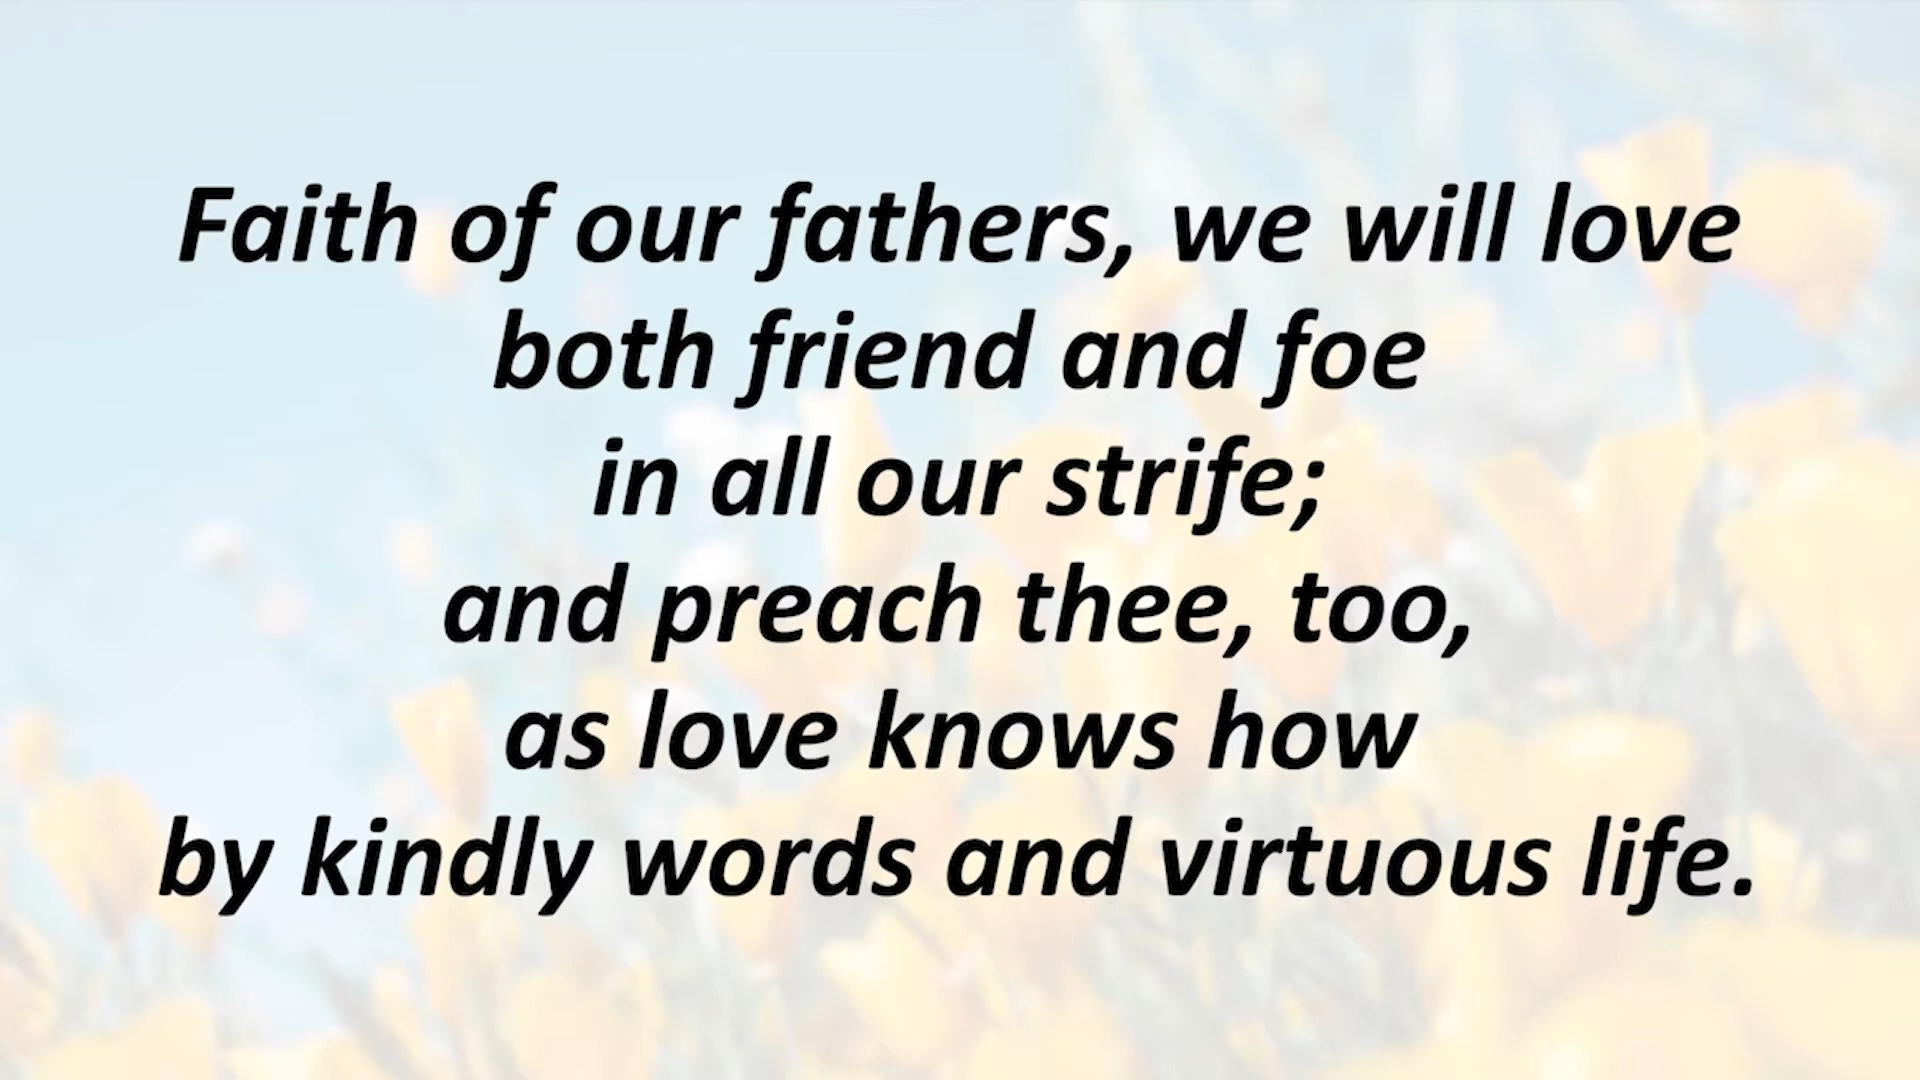 Faith of our fathers, we will love
both friend and foe
in all our strife;
and preach thee, too,
as love knows how
by kindly words and virtuous life.